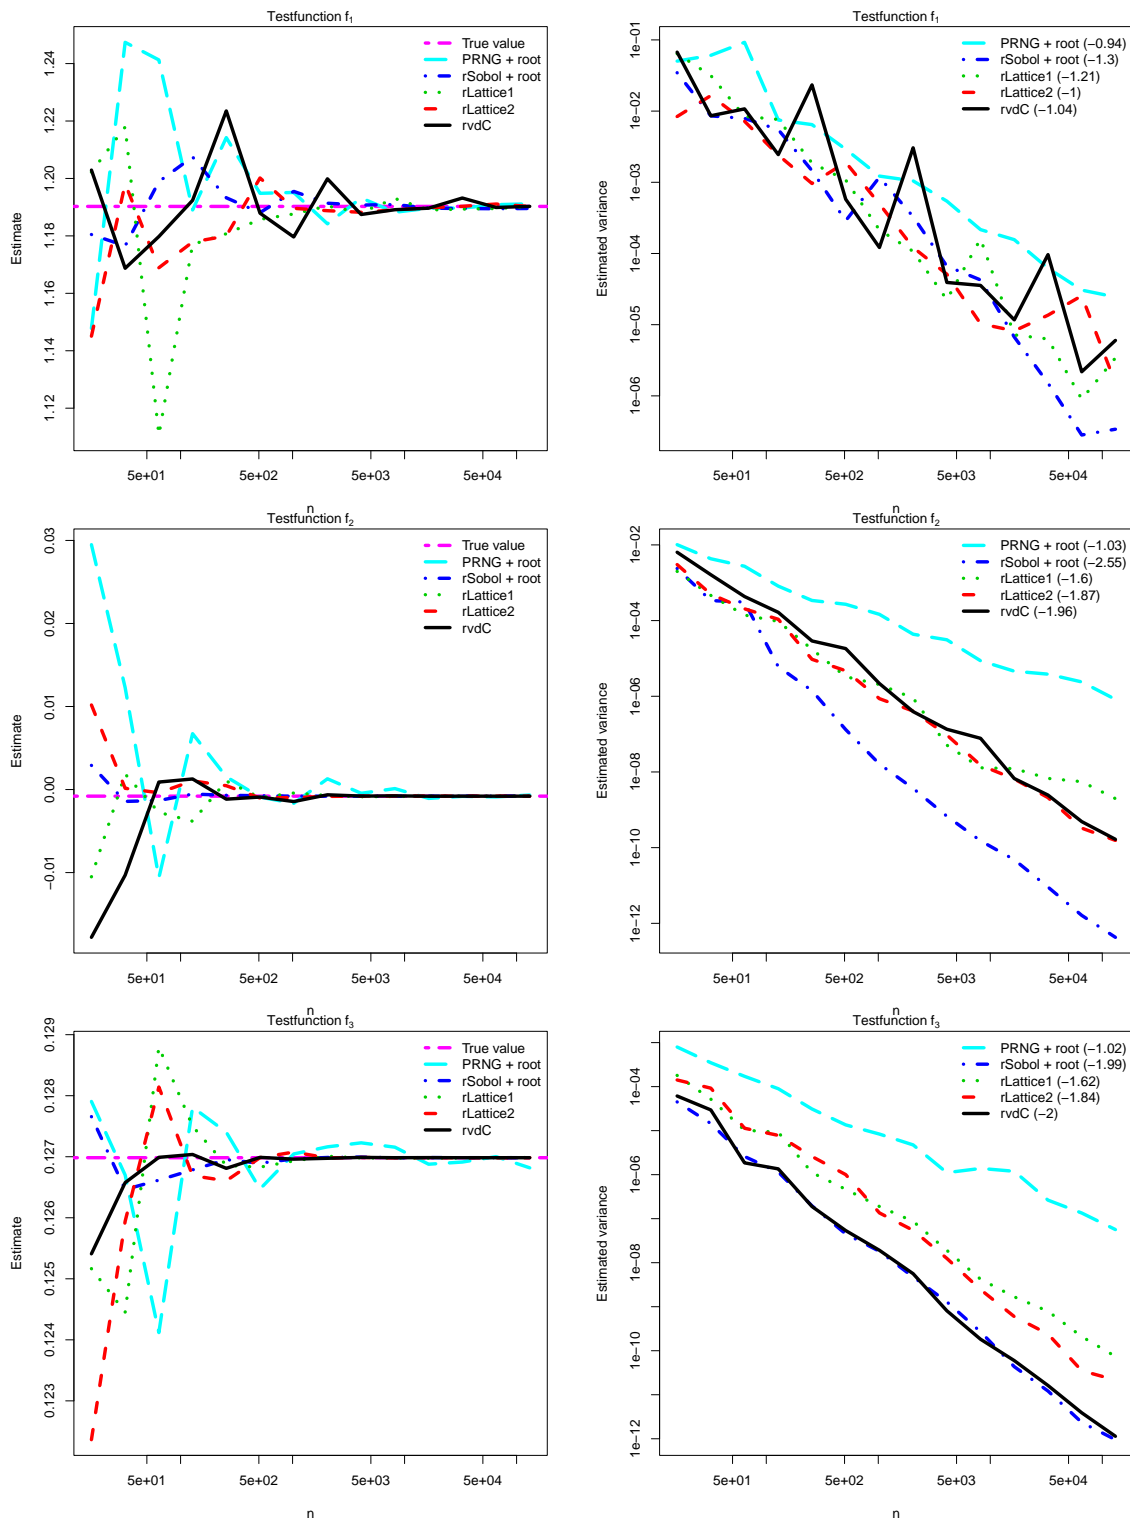 Testfunction f₁
Estimate
1.12
1.14
1.16
1.18
1.20
1.22
1.24
True value
PRNG + root
rSobol + root
rLattice1
rLattice2
rvdC
5e+01
5e+02
5e+03
5e+04
n
Testfunction f₁
Estimated variance
1e−06
1e−05
1e−04
1e−03
1e−02
1e−01
PRNG + root (−0.94)
rSobol + root (−1.3)
rLattice1 (−1.21)
rLattice2 (−1)
rvdC (−1.04)
5e+01
5e+02
5e+03
5e+04
n
Testfunction f₂
Estimate
−0.01
0.00
0.01
0.02
0.03
True value
PRNG + root
rSobol + root
rLattice1
rLattice2
rvdC
5e+01
5e+02
5e+03
5e+04
n
Testfunction f₂
Estimated variance
1e−12
1e−10
1e−08
1e−06
1e−04
1e−02
PRNG + root (−1.03)
rSobol + root (−2.55)
rLattice1 (−1.6)
rLattice2 (−1.87)
rvdC (−1.96)
5e+01
5e+02
5e+03
5e+04
n
Testfunction f₃
Estimate
0.123
0.124
0.125
0.126
0.127
0.128
0.129
True value
PRNG + root
rSobol + root
rLattice1
rLattice2
rvdC
5e+01
5e+02
5e+03
5e+04
n
Testfunction f₃
Estimated variance
1e−12
1e−10
1e−08
1e−06
1e−04
PRNG + root (−1.02)
rSobol + root (−1.99)
rLattice1 (−1.62)
rLattice2 (−1.84)
rvdC (−2)
5e+01
5e+02
5e+03
5e+04
n